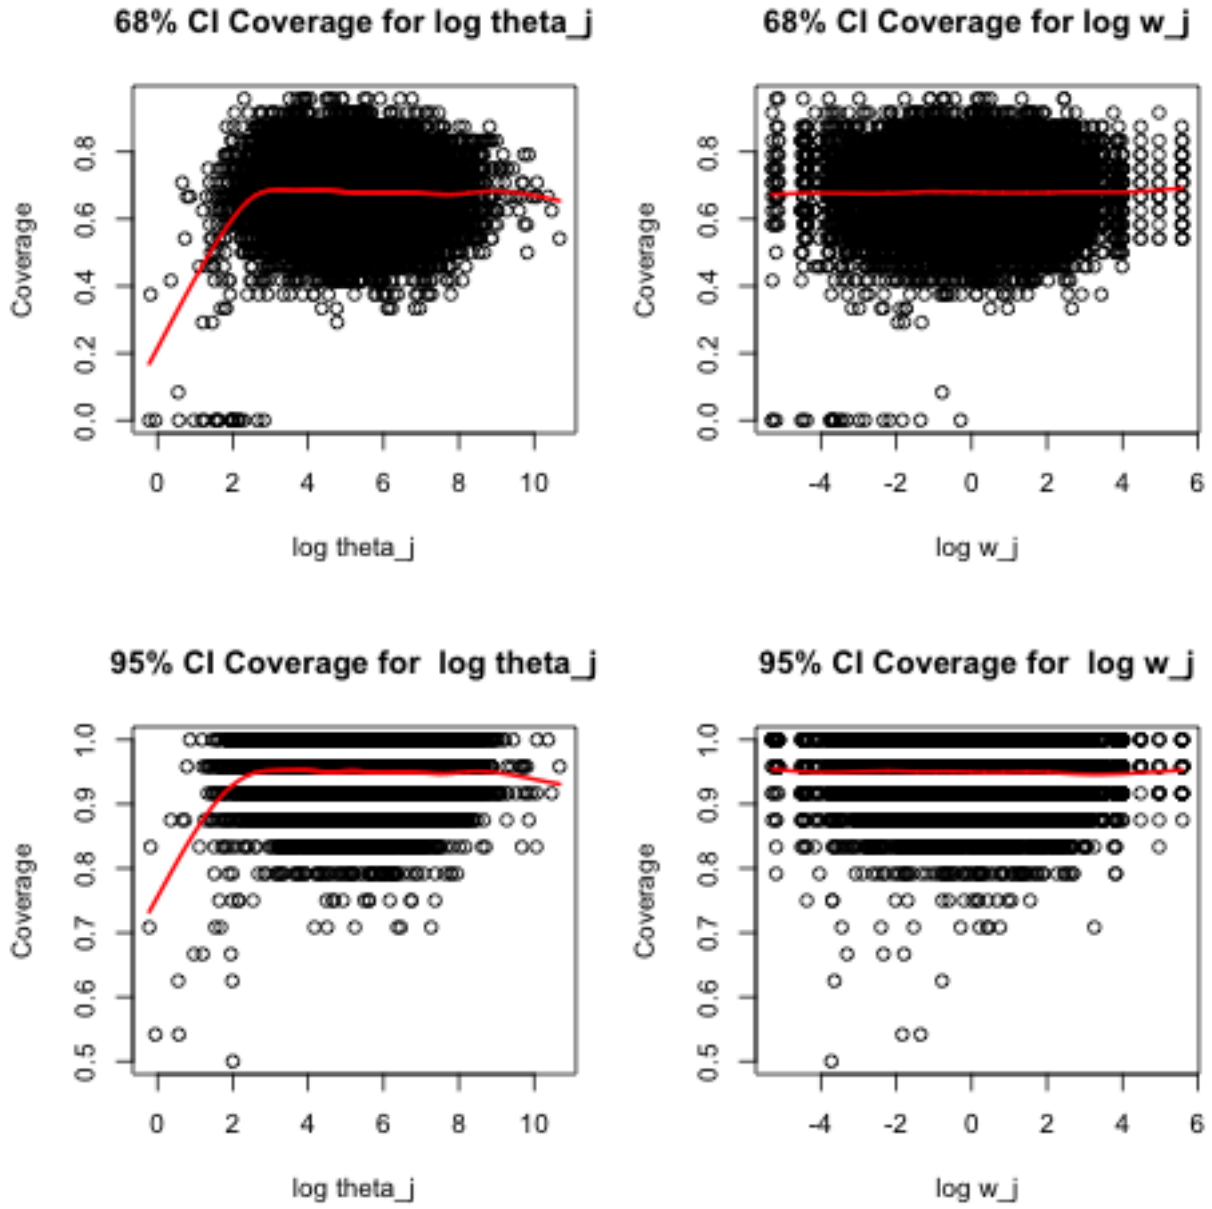 68% CI Coverage for log theta_j
Coverage
0.0 0.2 0.4 0.6 0.8
0 2 4 6 8 10
log theta_j
68% CI Coverage for log w_j
Coverage
0.0 0.2 0.4 0.6 0.8
-4 -2 0 2 4 6
log w_j
95% CI Coverage for log theta_j
Coverage
0.5 0.6 0.7 0.8 0.9 1.0
0 2 4 6 8 10
log theta_j
95% CI Coverage for log w_j
Coverage
0.5 0.6 0.7 0.8 0.9 1.0
-4 -2 0 2 4 6
log w_j